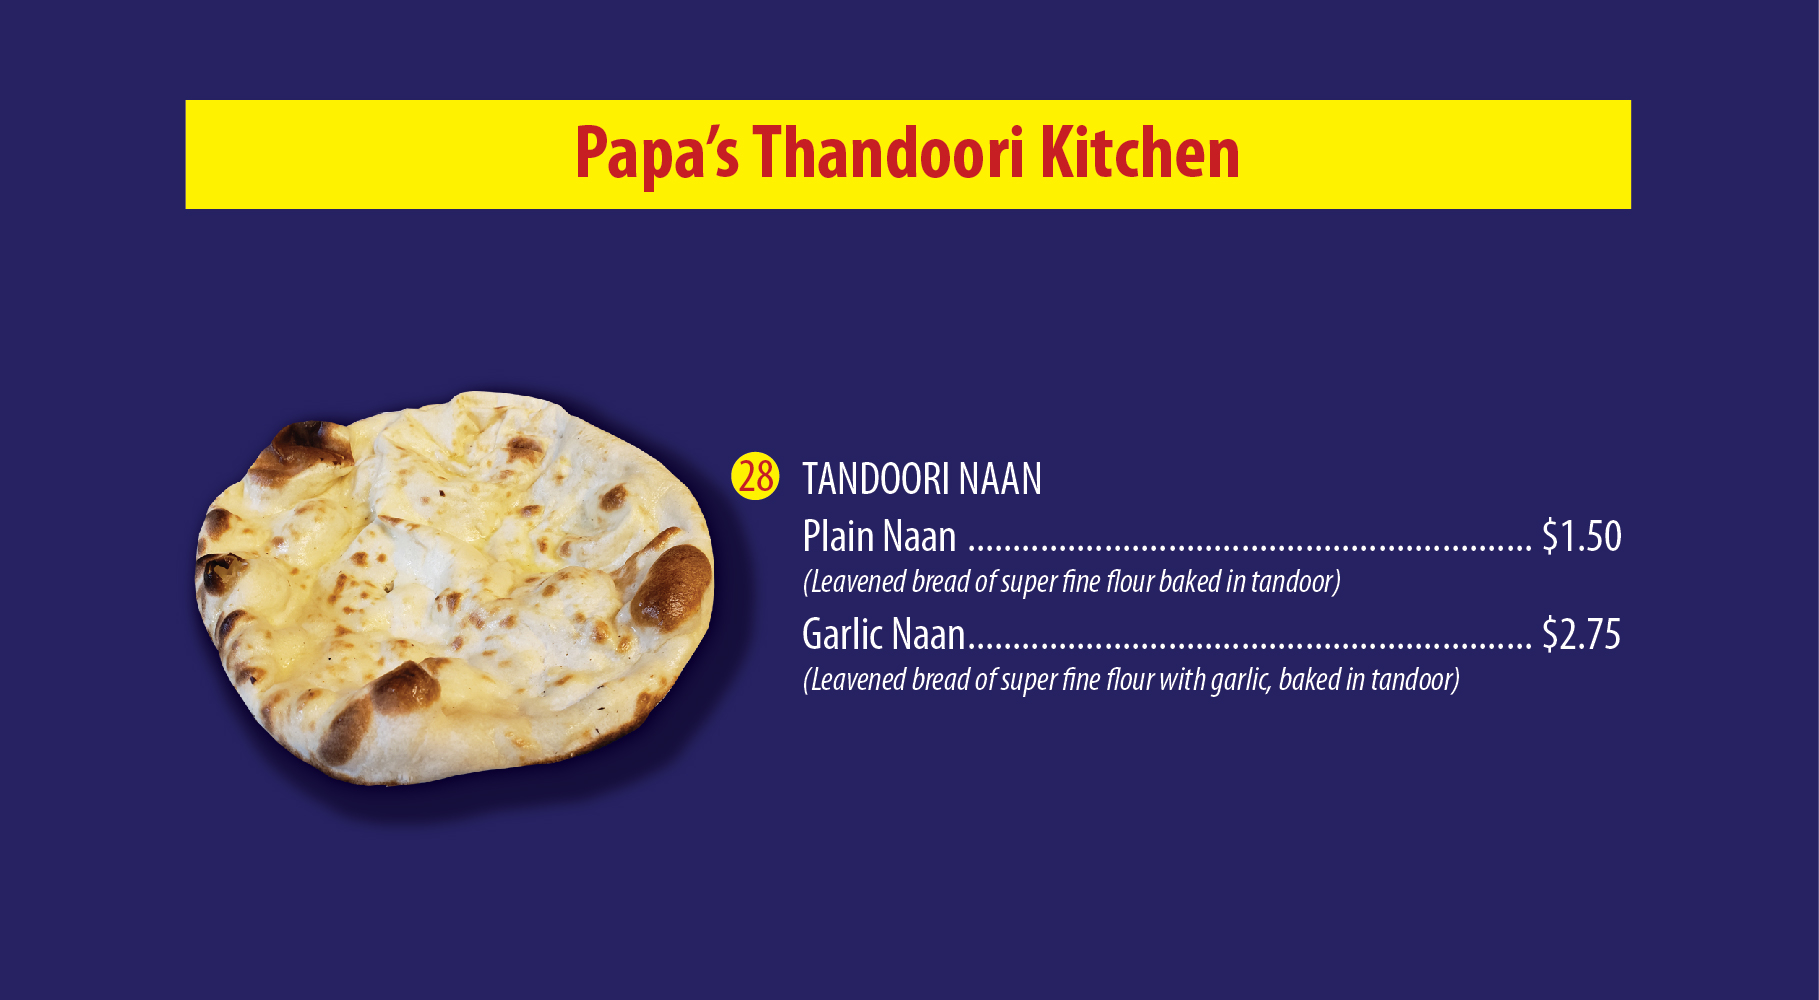 Papa’s Thandoori Kitchen
28 TANDOORI NAAN
Plain Naan ............................................................... $1.50
(Leavened bread of super fine flour baked in tandoor)
Garlic Naan............................................................... $2.75
(Leavened bread of super fine flour with garlic, baked in tandoor)